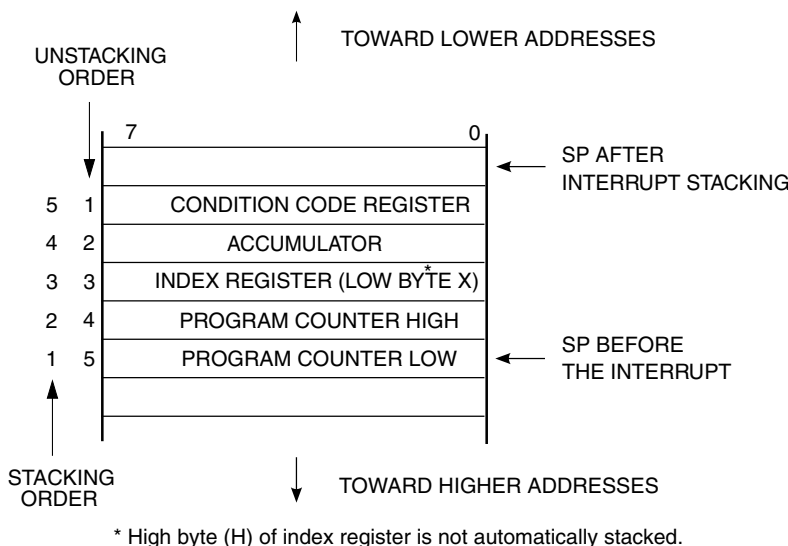 TOWARD LOWER ADDRESSES
UNSTACKING
ORDER
7 0
SP AFTER
INTERRUPT STACKING
5 1 CONDITION CODE REGISTER
4 2 ACCUMULATOR
3 3 INDEX REGISTER (LOW BYTE X)*
2 4 PROGRAM COUNTER HIGH
1 5 PROGRAM COUNTER LOW
SP BEFORE
THE INTERRUPT
STACKING
ORDER
TOWARD HIGHER ADDRESSES
* High byte (H) of index register is not automatically stacked.